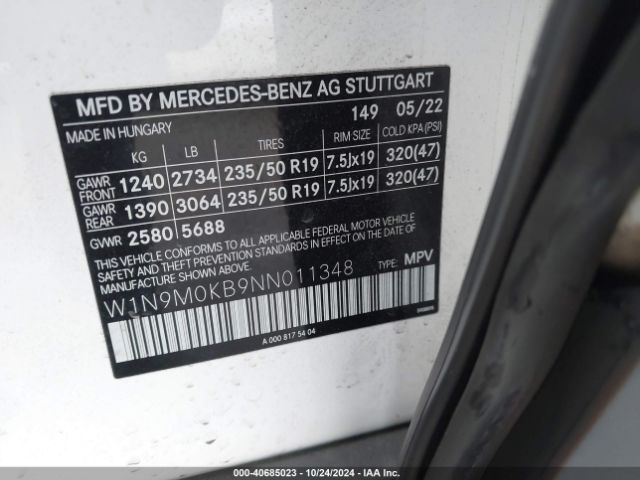 MFD BY MERCEDES-BENZ AG STUTTGART
149 05/22
MADE IN HUNGARY
KG LB TIRES RIM SIZE COLD KPA(PSI)
GAWR FRONT 1240 2734 235/50 R19 7.5Jx19 320(47)
GAWR REAR 1390 3064 235/50 R19 7.5Jx19 320(47)
GVWR 2580 5688
THIS VEHICLE CONFORMS TO ALL APPLICABLE FEDERAL MOTOR VEHICLE
SAFETY, BUMPER, AND THEFT PREVENTION STANDARDS IN EFFECT ON THE
DATE OF MANUFACTURE SHOWN ABOVE.
W1N9M0KB9NN011348
TYPE: MPV
A 000 817 54 04
000-40685023 - 10/24/2024 - IAA Inc.